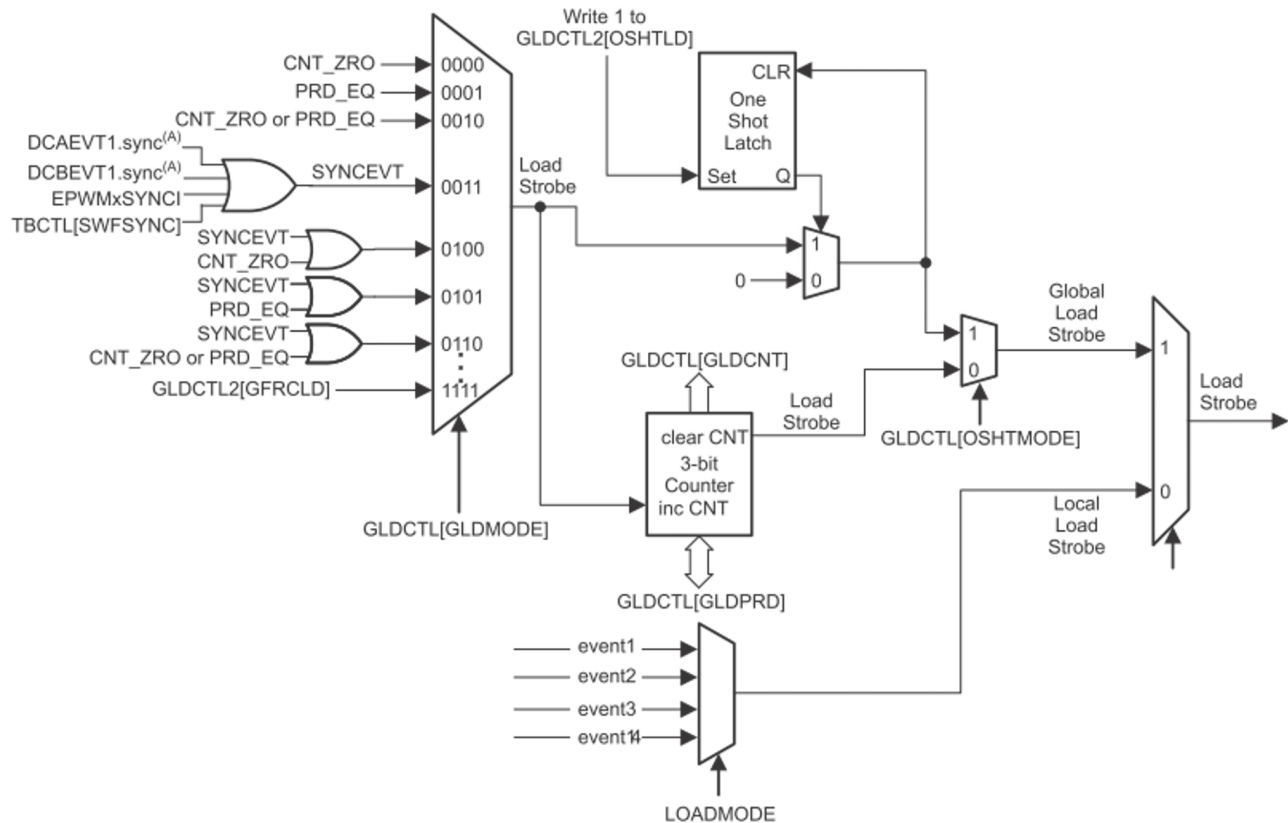 Write 1 to
GLDCTL2[OSHTLD]
CNT_ZRO
0000
PRD_EQ
0001
CNT_ZRO or PRD_EQ
0010
DCAEVT1.sync(A)
DCBEVT1.sync(A)
EPWMxSYNCI
TBCTL[SWFSYNC]
SYNCEVT
0011
SYNCEVT
CNT_ZRO
0100
SYNCEVT
PRD_EQ
0101
SYNCEVT
CNT_ZRO or PRD_EQ
0110
GLDCTL2[GFRCLD]
1111
GLDCTL[GLDMODE]
Load
Strobe
CLR
One
Shot
Latch
Set
Q
1
0
0
GLDCTL[GLDCNT]
clear CNT
3-bit
Counter
inc CNT
GLDCTL[GLDPRD]
Load
Strobe
1
0
GLDCTL[OSHTMODE]
Global
Load
Strobe
1
Local
Load
Strobe
0
Load
Strobe
event1
event2
event3
LOADMODE